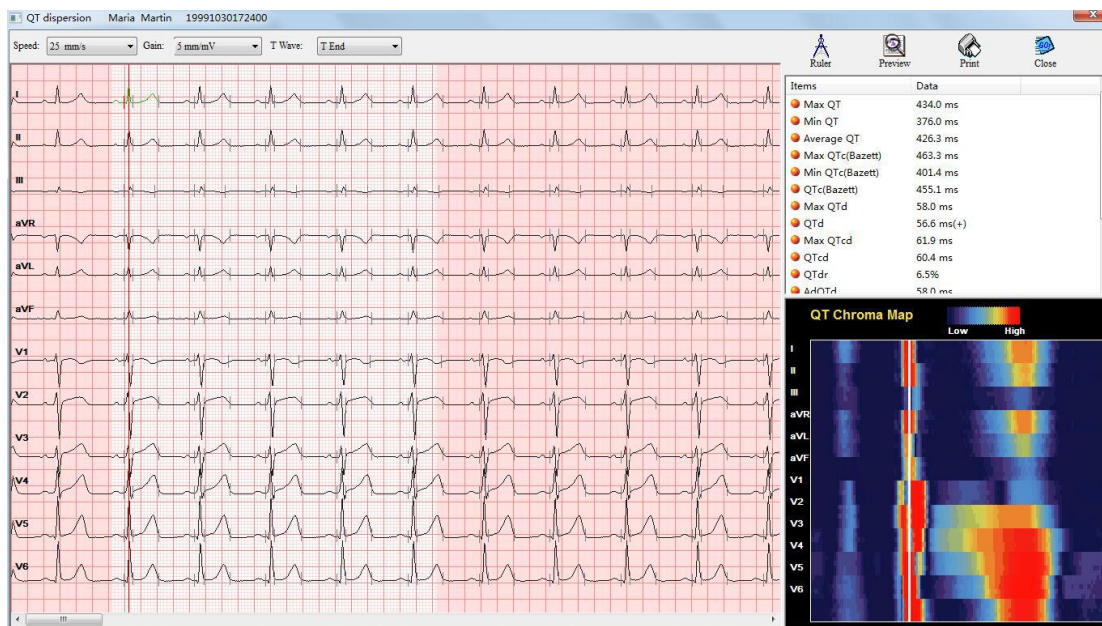 QT dispersion Maria Martin 19991030172400
Speed: 25 mm/s Gain: 5 mm/mV T Wave: T End
Ruler Preview Print Close
GO!
Items Data
Max QT 434.0 ms
Min QT 376.0 ms
Average QT 426.3 ms
Max QTc(Bazett) 463.3 ms
Min QTc(Bazett) 401.4 ms
QTc(Bazett) 455.1 ms
Max QTd 58.0 ms
QTd 56.6 ms(+)
Max QTcd 61.9 ms
QTcd 60.4 ms
QTdr 6.5%
AdQTd 58.0 ms
I
II
III
aVR
aVL
aVF
V1
V2
V3
V4
V5
V6
QT Chroma Map
Low High
I
II
III
aVR
aVL
aVF
V1
V2
V3
V4
V5
V6